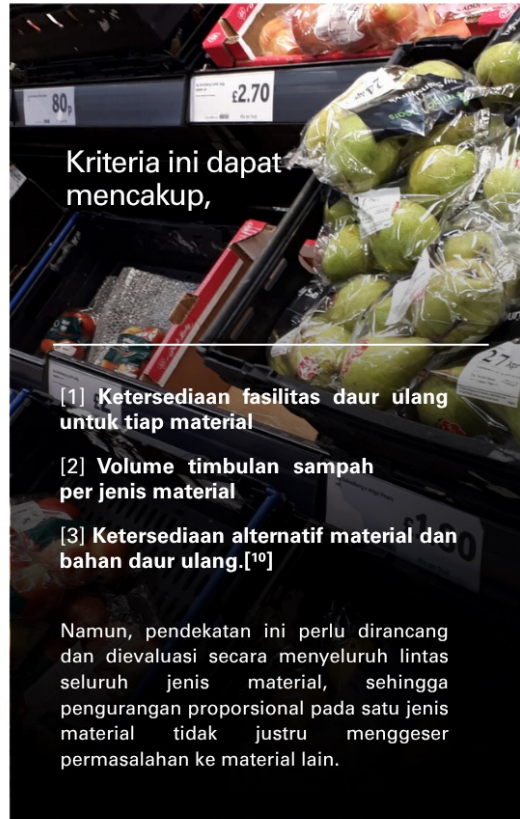 80p
£2.70
Kriteria ini dapat
mencakup,
[1] Ketersediaan fasilitas daur ulang
untuk tiap material
[2] Volume timbulan sampah
per jenis material
[3] Ketersediaan alternatif material dan
bahan daur ulang.[¹⁰]
Namun, pendekatan ini perlu dirancang
dan dievaluasi secara menyeluruh lintas
seluruh jenis material, sehingga
pengurangan proporsional pada satu jenis
material tidak justru menggeser
permasalahan ke material lain.